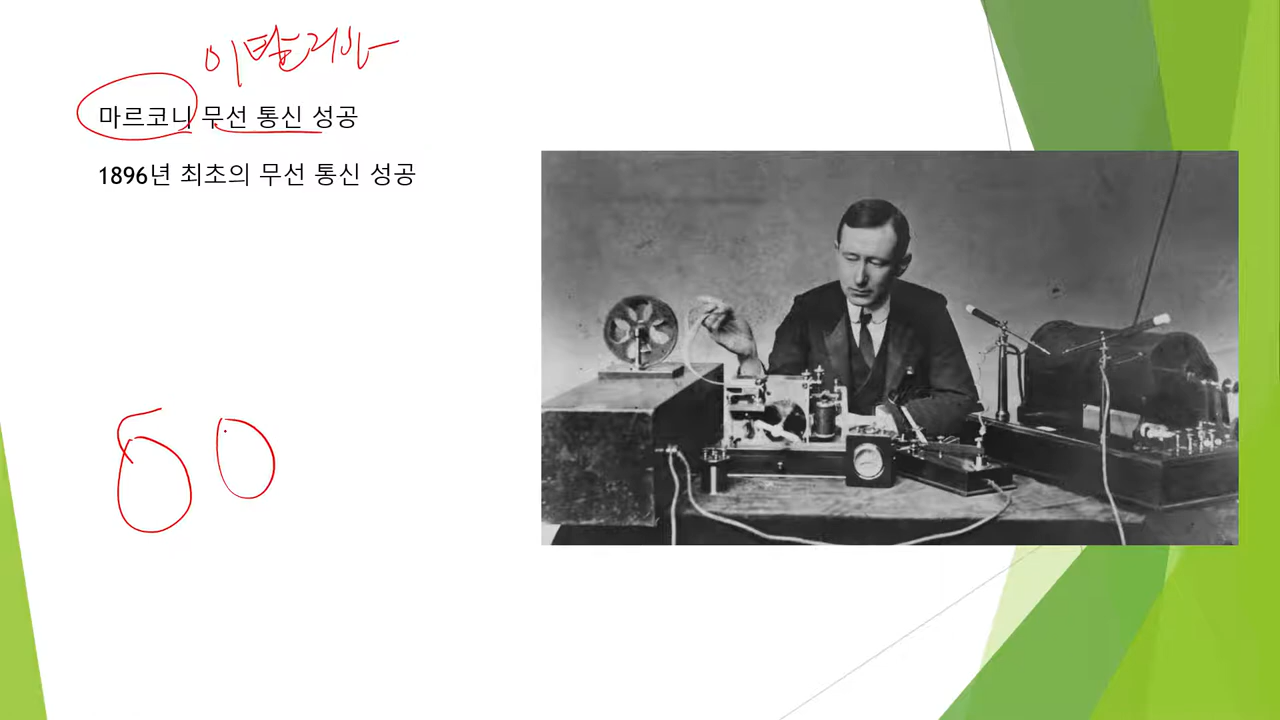 이탈리아
마르코니 무선 통신 성공
1896년 최초의 무선 통신 성공